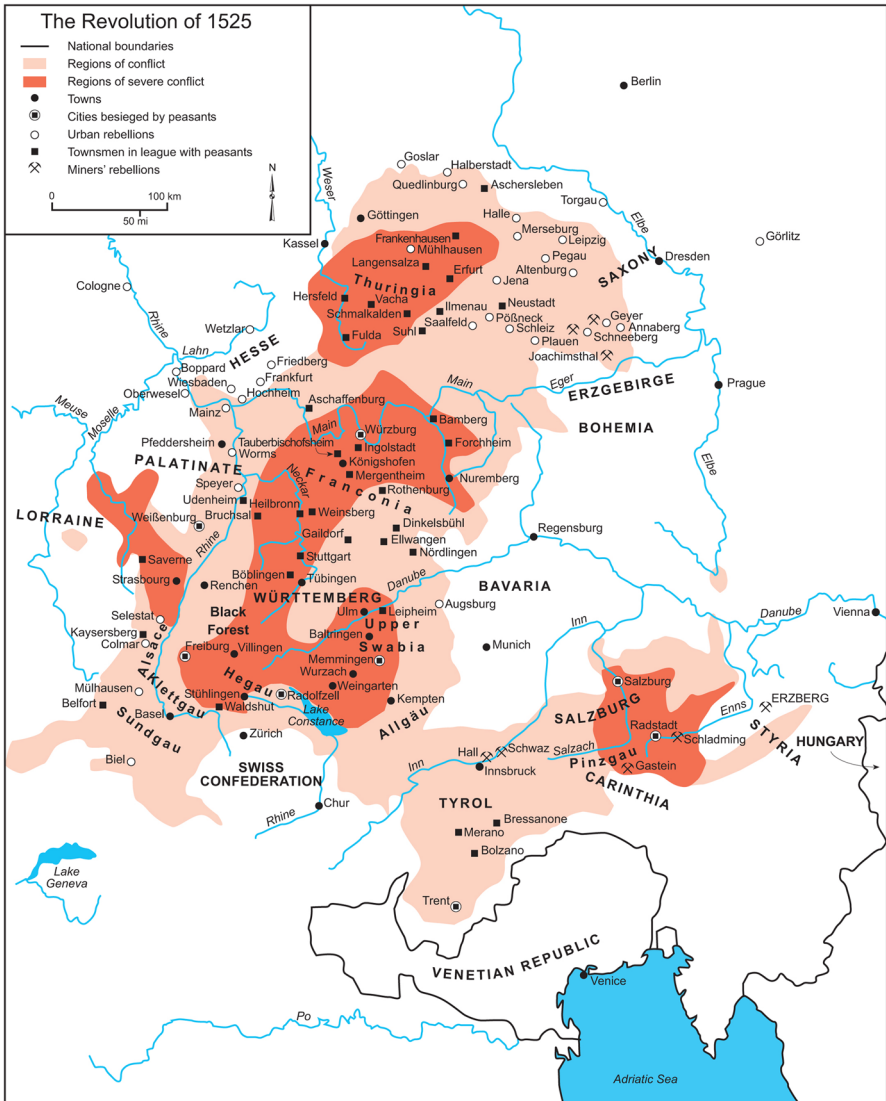 The Revolution of 1525
National boundaries
Regions of conflict
Regions of severe conflict
Towns
Cities besieged by peasants
Urban rebellions
Townsmen in league with peasants
Miners' rebellions
N
0
100 km
50 mi
Berlin
Goslar
Halberstadt
Quedlinburg
Aschersleben
Weser
Torgau
Elbe
Göttingen
Halle
Merseburg
Kassel
Frankenhausen
Mühlhausen
Leipzig
Görlitz
Langensalza
Pegau
SAXONY
Dresden
Erfurt
Altenburg
Jena
Thuringia
Cologne
Hersfeld
Vacha
Ilmenau
Neustadt
Schmalkalden
Pößneck
Geyer
Rhine
Suhl
Saalfeld
Schleiz
Annaberg
Wetzlar
Fulda
Plauen
Schneeberg
Lahn
HESSE
Joachimsthal
Boppard
Friedberg
Wiesbaden
Frankfurt
Main
Eger
ERZGEBIRGE
Prague
Oberwesel
Hochheim
Meuse
Moselle
Mainz
Aschaffenburg
Bamberg
BOHEMIA
Main
Würzburg
Pfeddersheim
Tauberbischofsheim
Ingolstadt
Forchheim
Worms
Königshofen
Elbe
PALATINATE
Mergentheim
Neckar
Franconia
Nuremberg
Speyer
Rothenburg
Udenheim
Heilbronn
LORRAINE
Weißenburg
Bruchsal
Weinsberg
Dinkelsbühl
Regensburg
Rhine
Gaildorf
Ellwangen
Nördlingen
Saverne
Stuttgart
Strasbourg
Böblingen
Tübingen
Danube
BAVARIA
Renchen
WÜRTTEMBERG
Black
Forest
Ulm
Leipheim
Augsburg
Danube
Vienna
Selestat
Upper
Swabia
Inn
Kaysersberg
Baltringen
Colmar
Alsace
Freiburg
Villingen
Munich
Memmingen
Wurzach
Hegau
Weingarten
Salzburg
Mülhausen
Klettgau
Stühlingen
Radolfzell
Kempten
ERZBERG
Belfort
Waldshut
Lake
Constance
Allgäu
SALZBURG
Enns
Sundgau
Basel
Radstadt
Zürich
Schladming
STYRIA
HUNGARY
Hall
Schwaz
Salzach
Biel
SWISS
CONFEDERATION
Inn
Innsbruck
Pinzgau
Gastein
CARINTHIA
Chur
TYROL
Rhine
Bressanone
Merano
Bolzano
Lake
Geneva
Trent
VENETIAN REPUBLIC
Venice
Po
Adriatic Sea